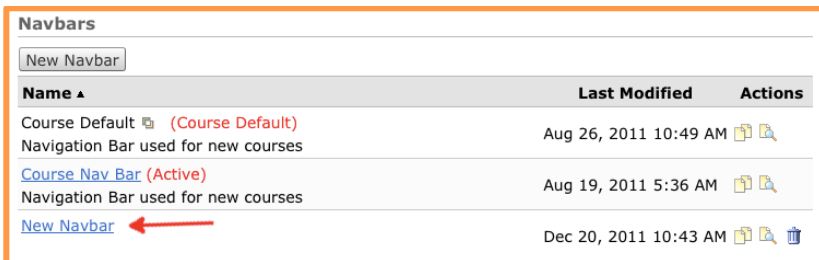 Navbars
New Navbar
Name Last Modified Actions
Course Default (Course Default)
Navigation Bar used for new courses Aug 26, 2011 10:49 AM
Course Nav Bar (Active)
Navigation Bar used for new courses Aug 19, 2011 5:36 AM
New Navbar
Dec 20, 2011 10:43 AM